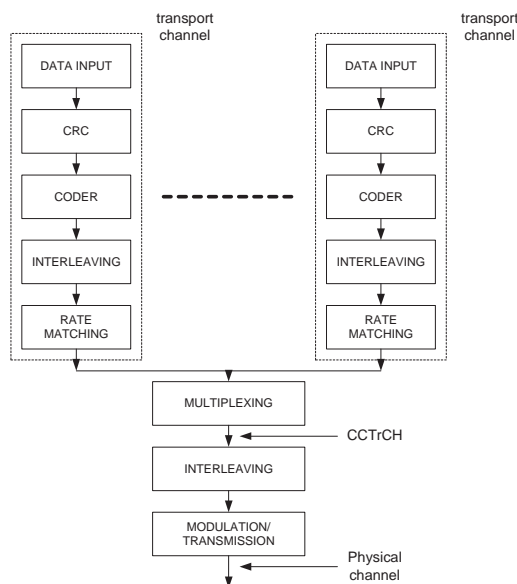 transport
channel
transport
channel
DATA INPUT
DATA INPUT
CRC
CRC
CODER
CODER
INTERLEAVING
INTERLEAVING
RATE
MATCHING
RATE
MATCHING
MULTIPLEXING
CCTrCH
INTERLEAVING
MODULATION/
TRANSMISSION
Physical
channel